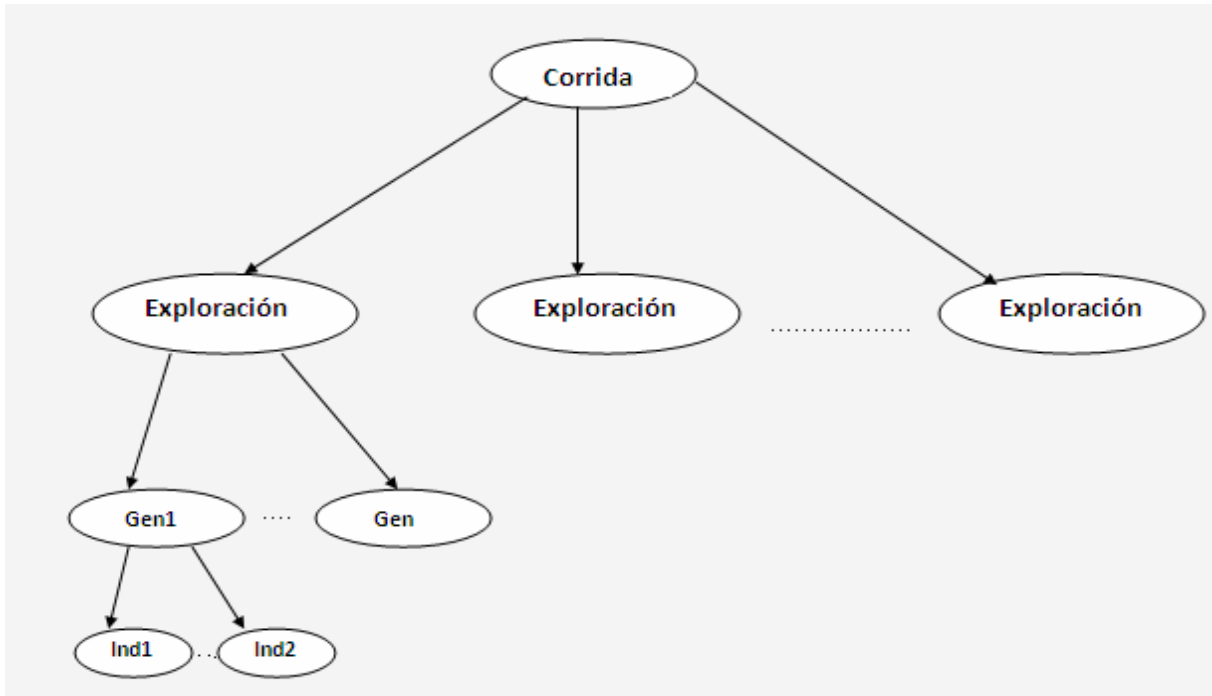 Corrida
Exploración
Exploración
Exploración
Gen1
Gen
Ind1
Ind2